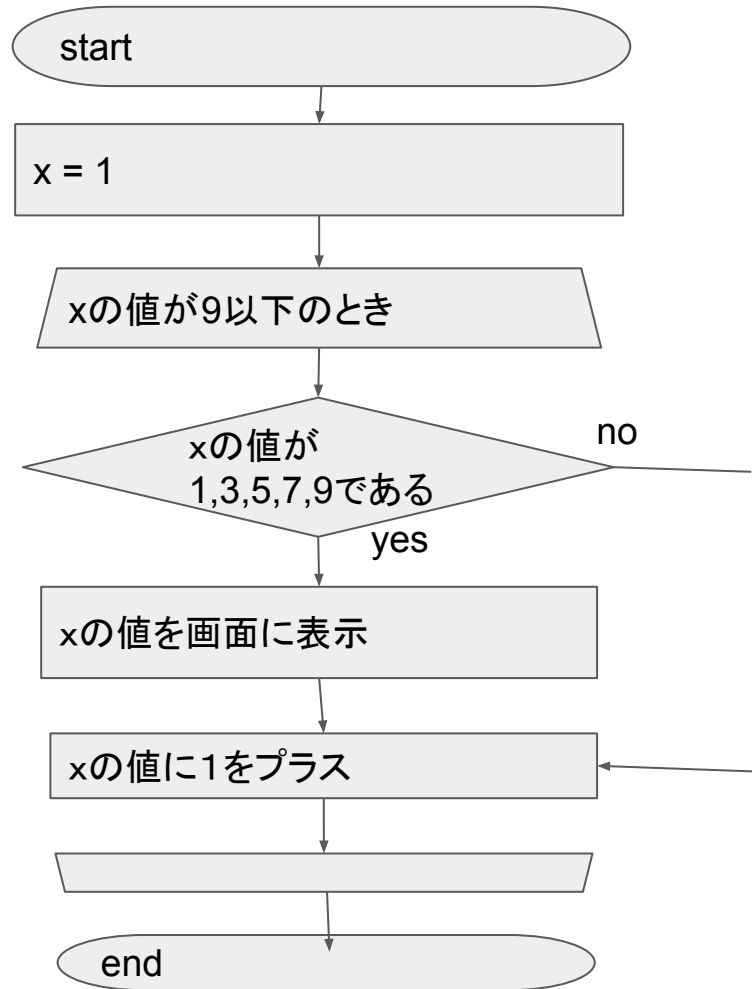 start
x = 1
xの値が9以下のとき
xの値が
1,3,5,7,9である
no
yes
xの値を画面に表示
xの値に１をプラス
end